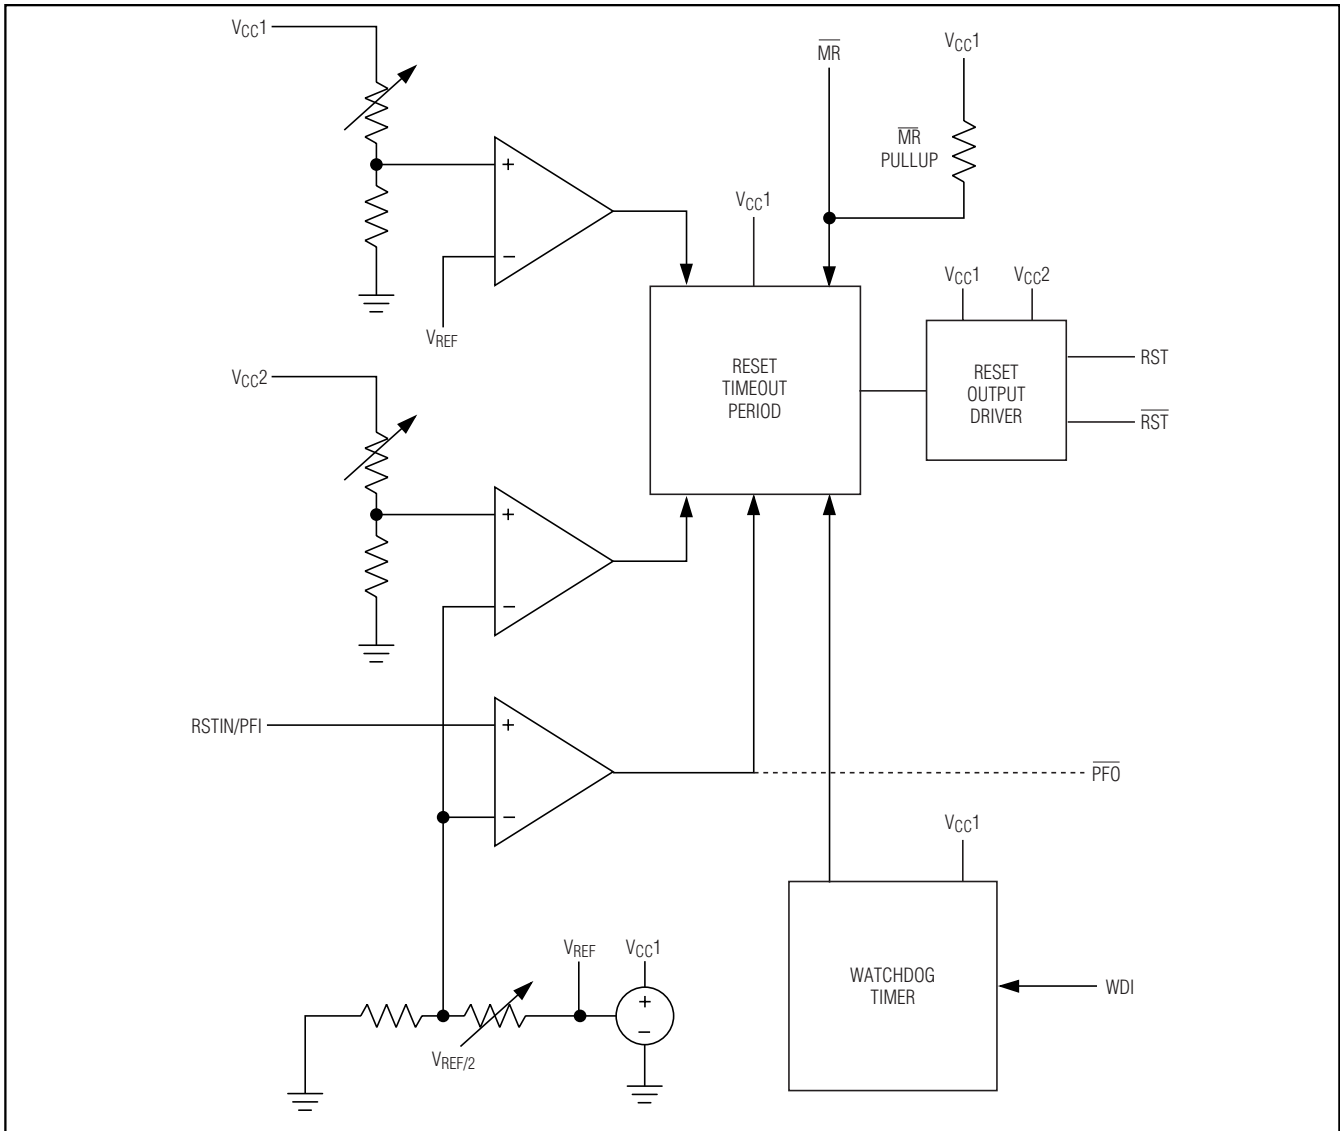 VCC1
MR
VCC1
MR
PULLUP
+
−
VREF
VCC1
RESET
TIMEOUT
PERIOD
VCC1
VCC2
RESET
OUTPUT
DRIVER
RST
RST
VCC2
+
−
RSTIN/PFI
+
−
PFO
VCC1
WATCHDOG
TIMER
WDI
VREF
VCC1
+
−
VREF/2